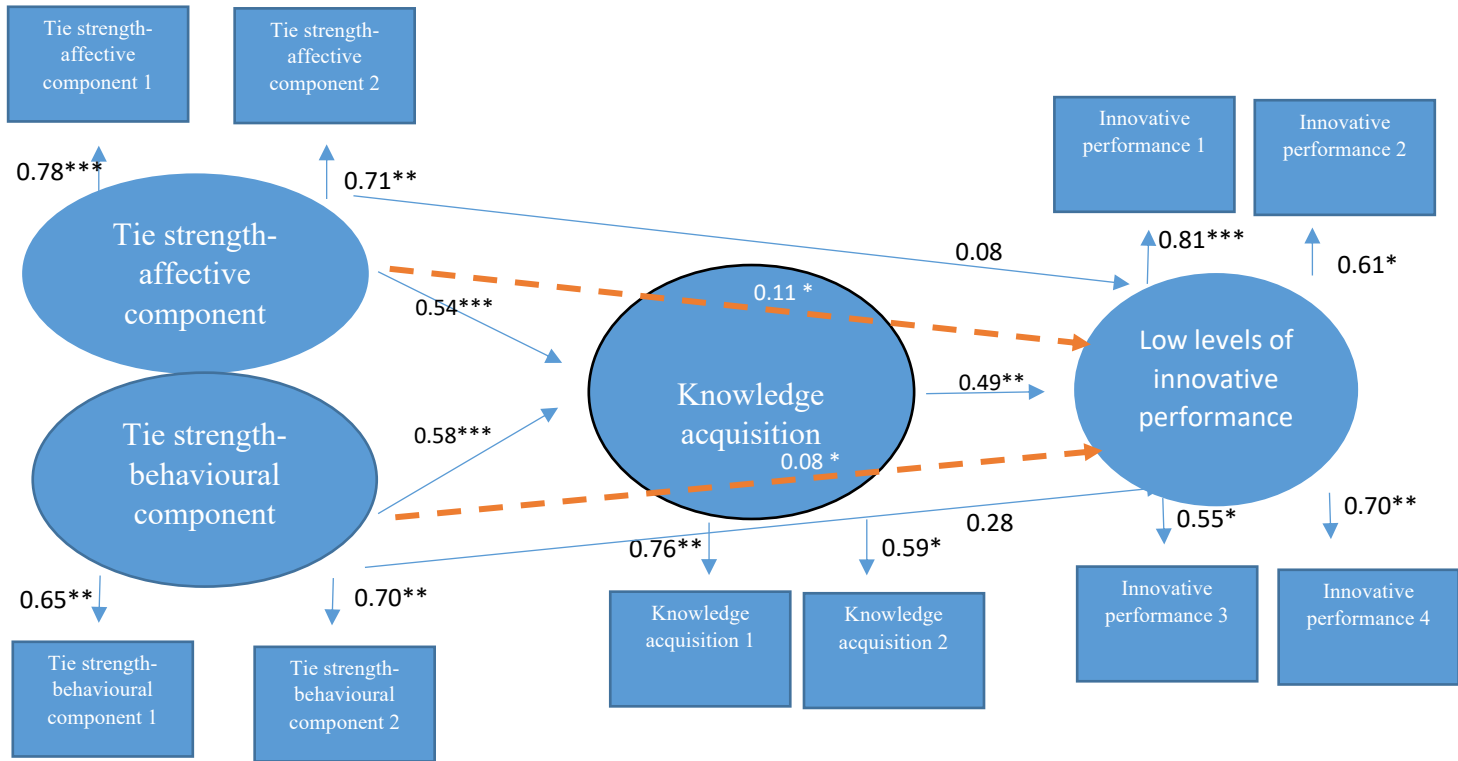 Tie strength-
affective
component 1
Tie strength-
affective
component 2
Innovative
performance 1
Innovative
performance 2
0.78***
0.71**
Tie strength-
affective
component
0.08
0.81***
0.61*
0.54***
0.11 *
Low levels of
innovative
performance
Knowledge
acquisition
0.49**
Tie strength-
behavioural
component
0.58***
0.08 *
0.28
0.55*
0.70**
0.76**
0.59*
0.65**
0.70**
Tie strength-
behavioural
component 1
Tie strength-
behavioural
component 2
Knowledge
acquisition 1
Knowledge
acquisition 2
Innovative
performance 3
Innovative
performance 4